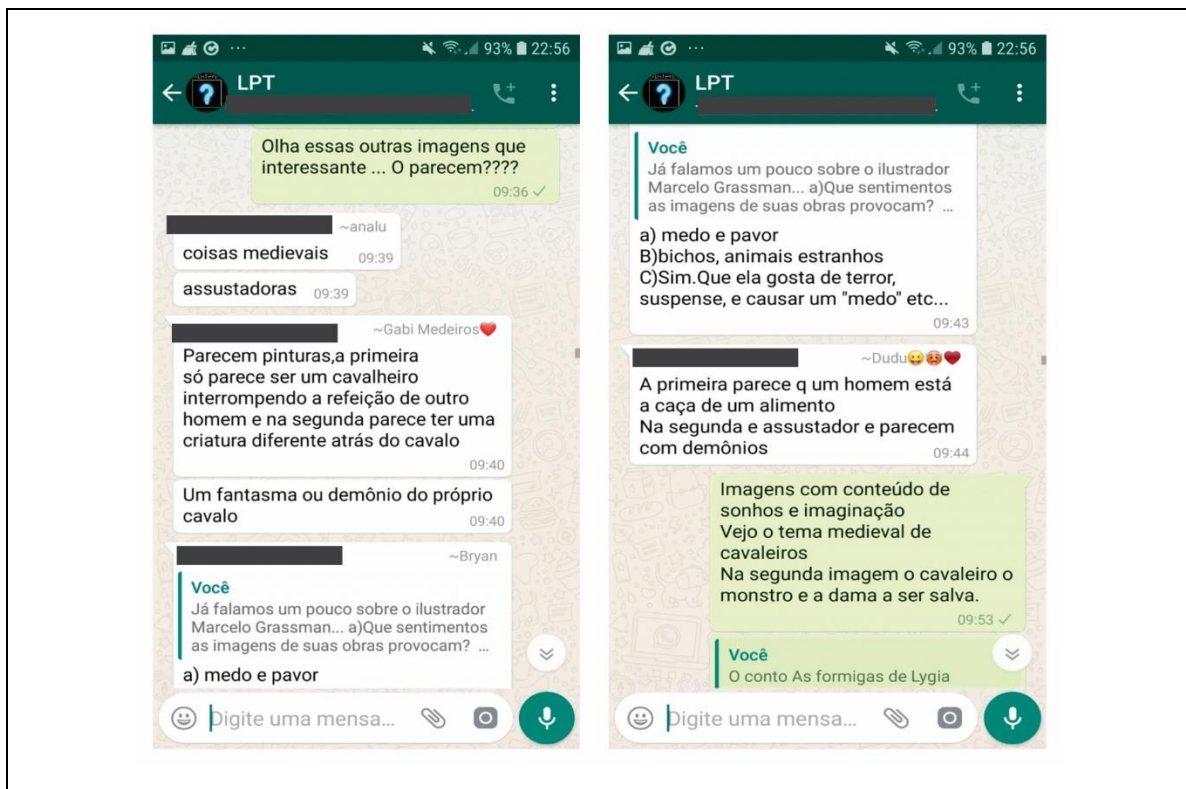 93% 22:56
LPT
Olha essas outras imagens que
interessante ... O parecem????
09:36
~analu
coisas medievais 09:39
assustadoras 09:39
~Gabi Medeiros❤
Parecem pinturas,a primeira
só parece ser um cavalheiro
interrompendo a refeição de outro
homem e na segunda parece ter uma
criatura diferente atrás do cavalo
09:40
Um fantasma ou demônio do próprio
cavalo 09:40
~Bryan
Você
Já falamos um pouco sobre o ilustrador
Marcelo Grassman... a)Que sentimentos
as imagens de suas obras provocam? ...
a) medo e pavor
Digite uma mensa...
93% 22:56
LPT
Você
Já falamos um pouco sobre o ilustrador
Marcelo Grassman... a)Que sentimentos
as imagens de suas obras provocam? ...
a) medo e pavor
B)bichos, animais estranhos
C)Sim.Que ela gosta de terror,
suspense, e causar um "medo" etc...
09:43
~Dudu😛🥵❤
A primeira parece q um homem está
a caça de um alimento
Na segunda e assustador e parecem
com demônios 09:44
Imagens com conteúdo de
sonhos e imaginação
Vejo o tema medieval de
cavaleiros
Na segunda imagem o cavaleiro o
monstro e a dama a ser salva.
09:53
Você
O conto As formigas de Lygia
Digite uma mensa...